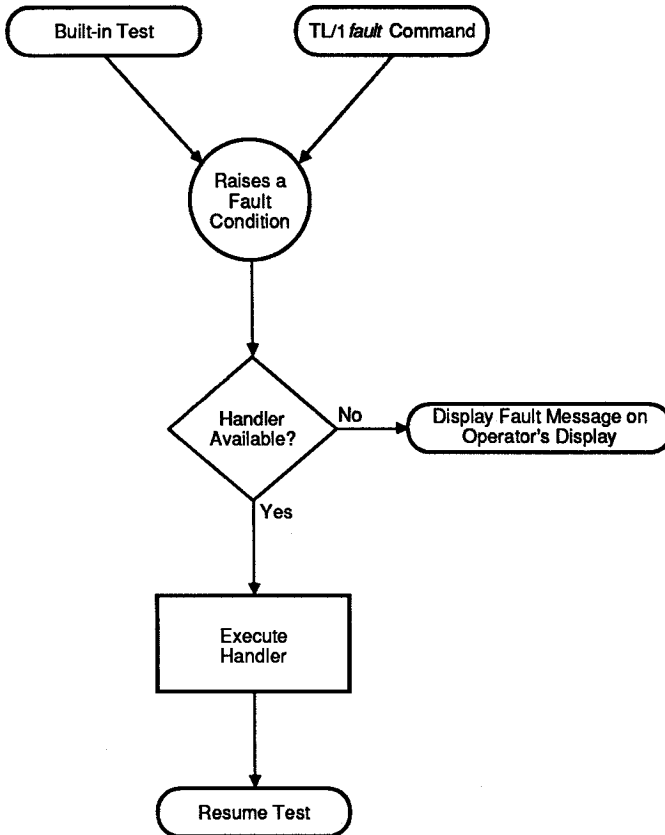 Built-in Test
TL/1 fault Command
Raises a
Fault
Condition
Handler
Available?
No
Display Fault Message on
Operator's Display
Yes
Execute
Handler
Resume Test